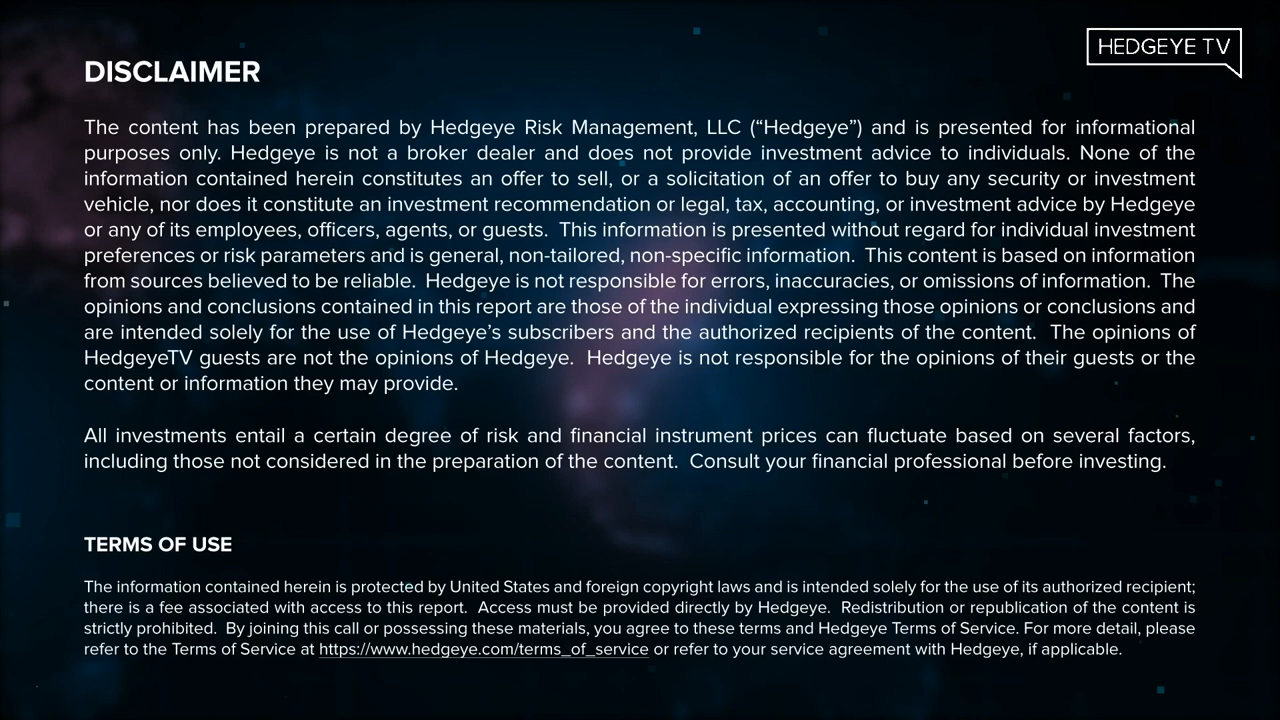 HEDGEYE TV
DISCLAIMER
The content has been prepared by Hedgeye Risk Management, LLC (“Hedgeye”) and is presented for informational
purposes only. Hedgeye is not a broker dealer and does not provide investment advice to individuals. None of the
information contained herein constitutes an offer to sell, or a solicitation of an offer to buy any security or investment
vehicle, nor does it constitute an investment recommendation or legal, tax, accounting, or investment advice by Hedgeye
or any of its employees, officers, agents, or guests.  This information is presented without regard for individual investment
preferences or risk parameters and is general, non-tailored, non-specific information.  This content is based on information
from sources believed to be reliable.  Hedgeye is not responsible for errors, inaccuracies, or omissions of information.  The
opinions and conclusions contained in this report are those of the individual expressing those opinions or conclusions and
are intended solely for the use of Hedgeye’s subscribers and the authorized recipients of the content.  The opinions of
HedgeyeTV guests are not the opinions of Hedgeye.  Hedgeye is not responsible for the opinions of their guests or the
content or information they may provide.
All investments entail a certain degree of risk and financial instrument prices can fluctuate based on several factors,
including those not considered in the preparation of the content.  Consult your financial professional before investing.
TERMS OF USE
The information contained herein is protected by United States and foreign copyright laws and is intended solely for the use of its authorized recipient;
there is a fee associated with access to this report.  Access must be provided directly by Hedgeye.  Redistribution or republication of the content is
strictly prohibited.  By joining this call or possessing these materials, you agree to these terms and Hedgeye Terms of Service. For more detail, please
refer to the Terms of Service at https://www.hedgeye.com/terms_of_service or refer to your service agreement with Hedgeye, if applicable.